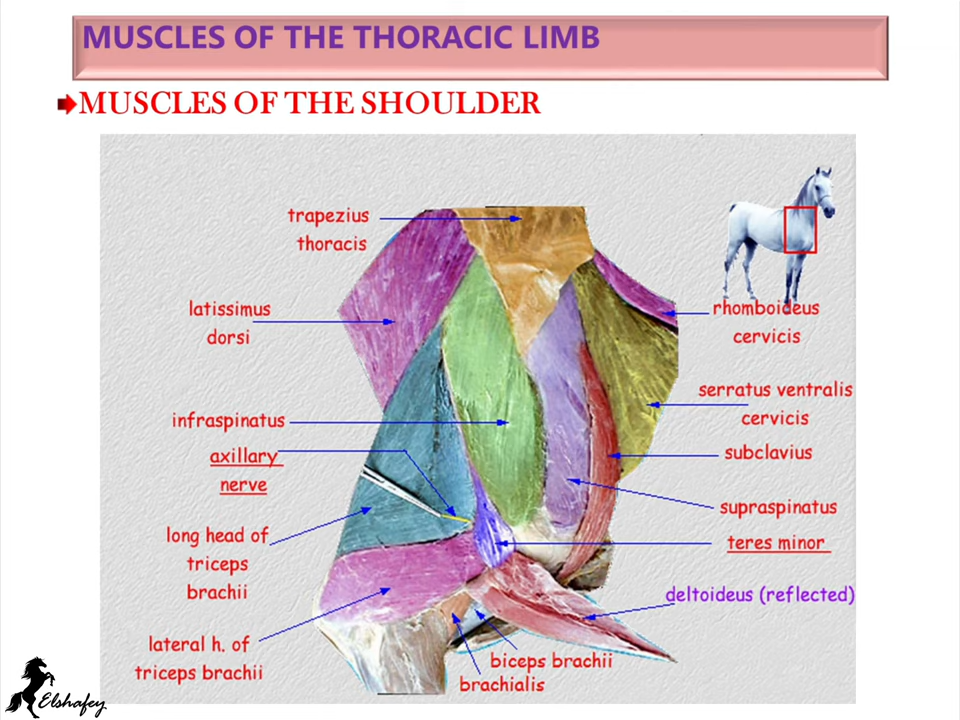 MUSCLES OF THE THORACIC LIMB
MUSCLES OF THE SHOULDER
trapezius
thoracis
latissimus
dorsi
infraspinatus
axillary
nerve
long head of
triceps
brachii
lateral h. of
triceps brachii
rhomboideus
cervicis
serratus ventralis
cervicis
subclavius
supraspinatus
teres minor
deltoideus (reflected)
biceps brachii
brachialis
Elshafey